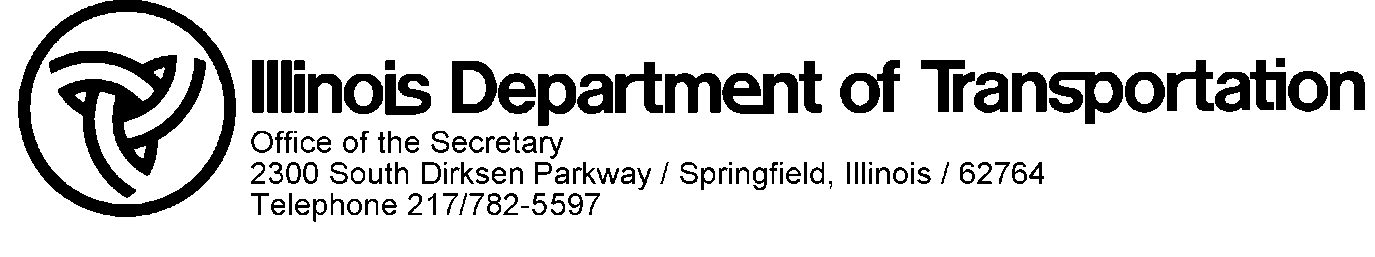 Illinois Department of Transportation
Office of the Secretary
2300 South Dirksen Parkway / Springfield, Illinois / 62764
Telephone 217/782-5597